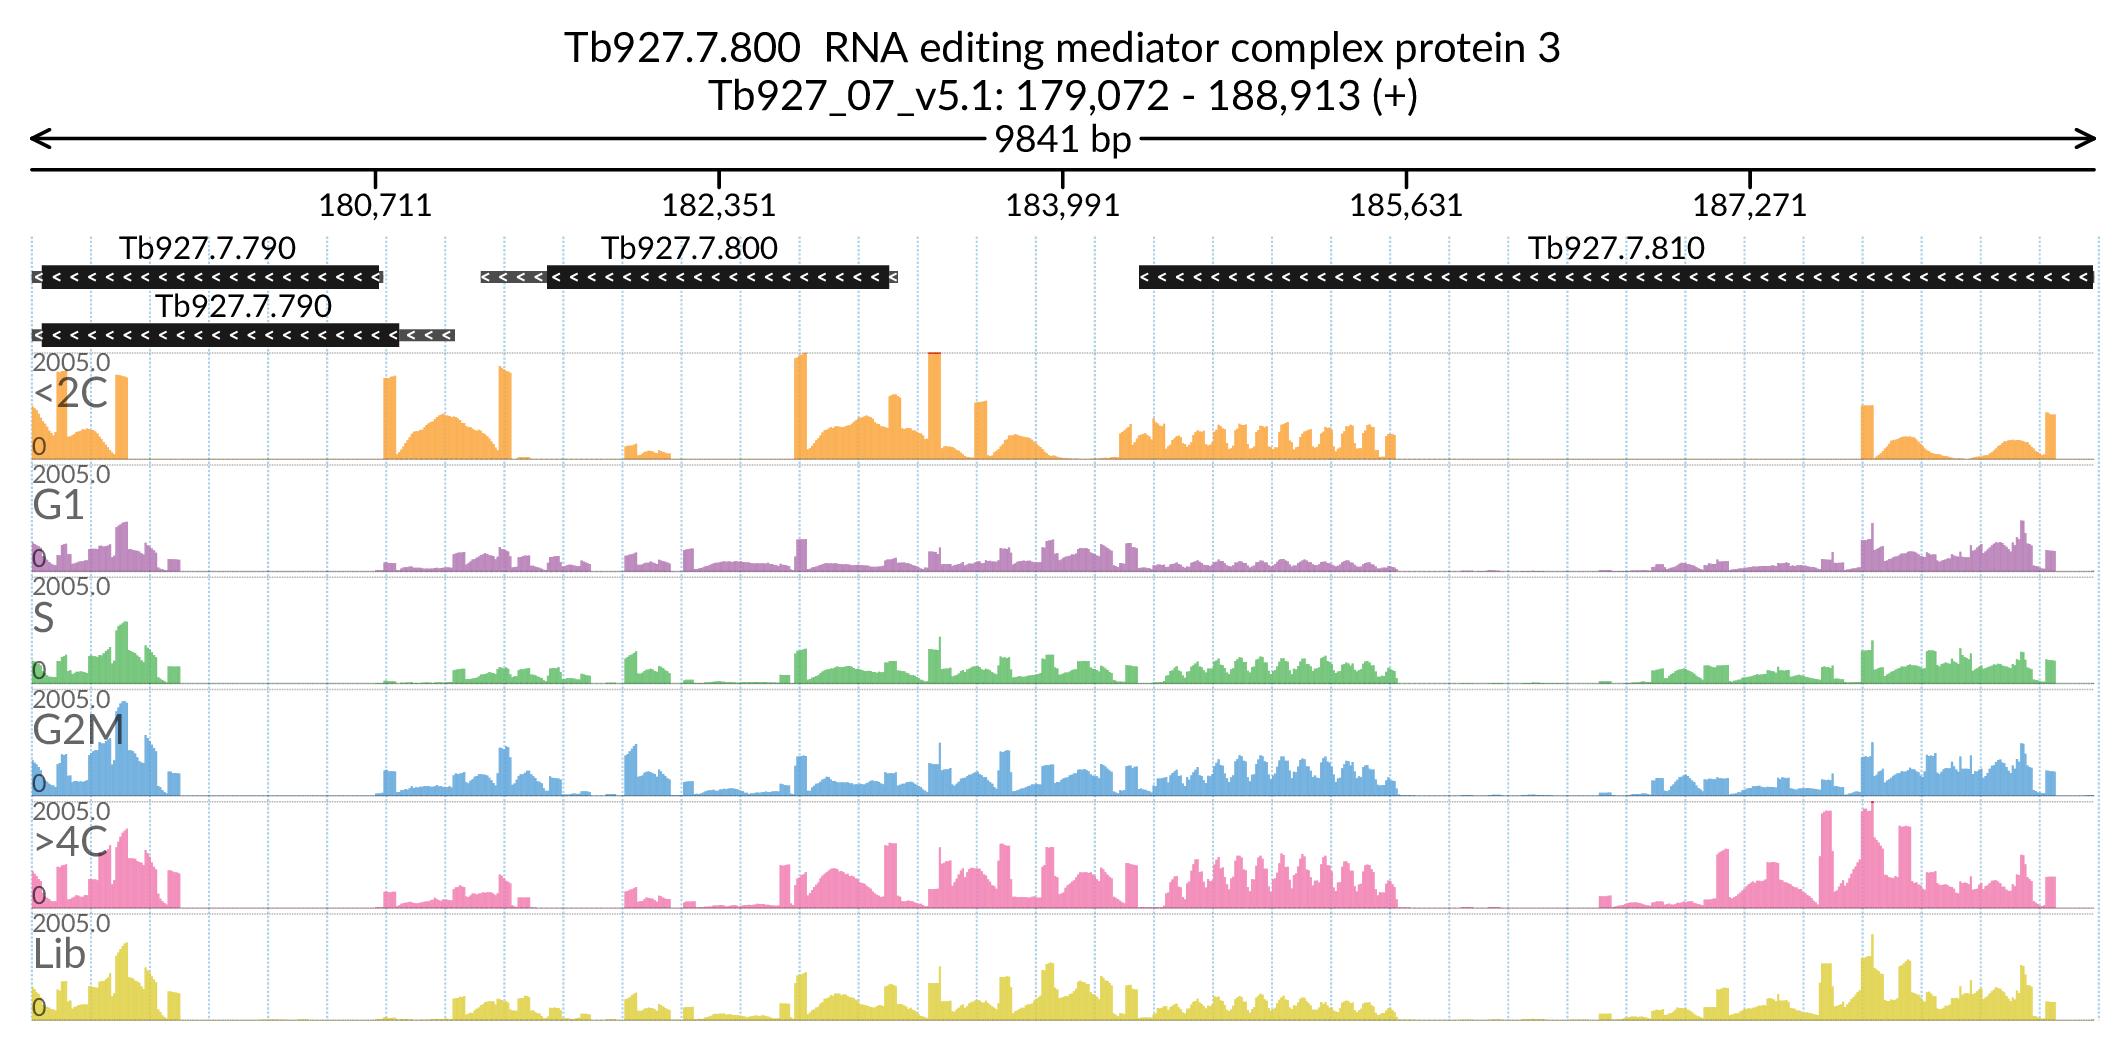 Tb927.7.800  RNA editing mediator complex protein 3
Tb927_07_v5.1: 179,072 - 188,913 (+)
9841 bp
180,711 182,351 183,991 185,631 187,271
Tb927.7.790 Tb927.7.800 Tb927.7.810
Tb927.7.790
2005.0
<2C
0
2005.0
G1
0
2005.0
S
0
2005.0
G2M
0
2005.0
>4C
0
2005.0
Lib
0